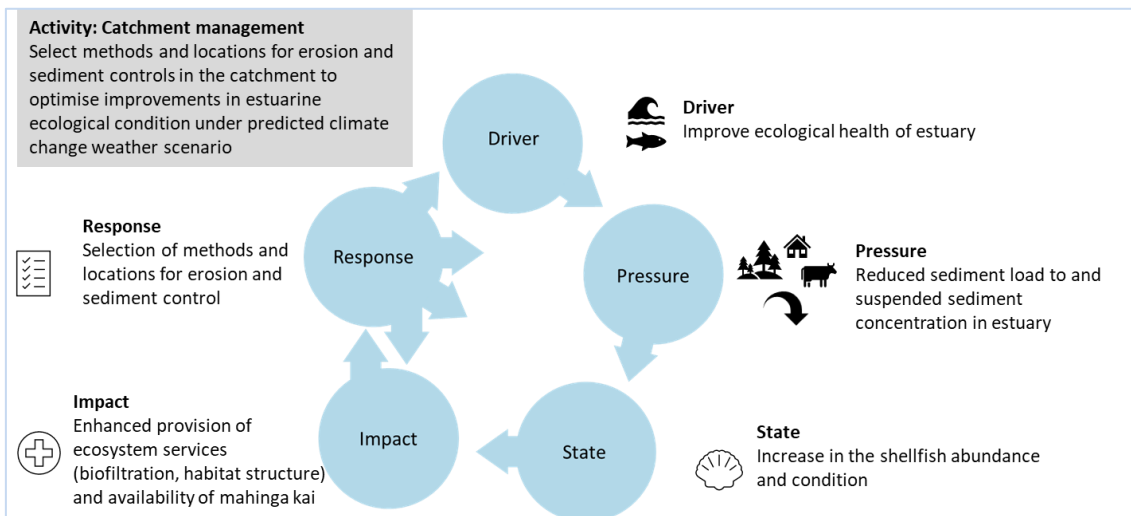 Activity: Catchment management
Select methods and locations for erosion and
sediment controls in the catchment to
optimise improvements in estuarine
ecological condition under predicted climate
change weather scenario
Driver
Driver
Improve ecological health of estuary
Response
Selection of methods and
locations for erosion and
sediment control
Response
Pressure
Pressure
Reduced sediment load to and
suspended sediment
concentration in estuary
Impact
Enhanced provision of
ecosystem services
(biofiltration, habitat structure)
and availability of mahinga kai
Impact
State
State
Increase in the shellfish abundance
and condition